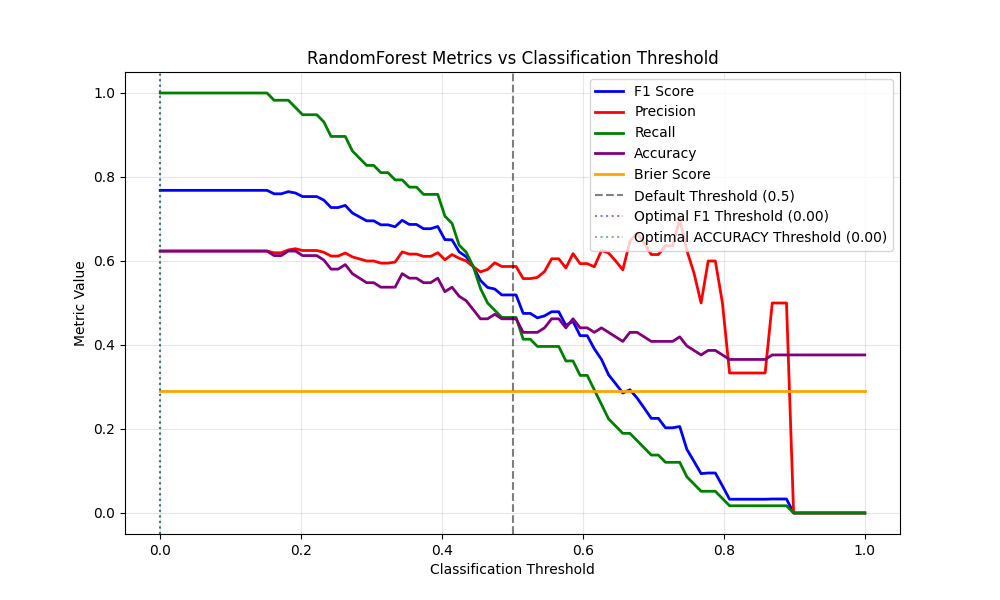 RandomForest Metrics vs Classification Threshold
F1 Score
Precision
Recall
Accuracy
Brier Score
Default Threshold (0.5)
Optimal F1 Threshold (0.00)
Optimal ACCURACY Threshold (0.00)
Metric Value
1.0
0.8
0.6
0.4
0.2
0.0
0.0 0.2 0.4 0.6 0.8 1.0
Classification Threshold